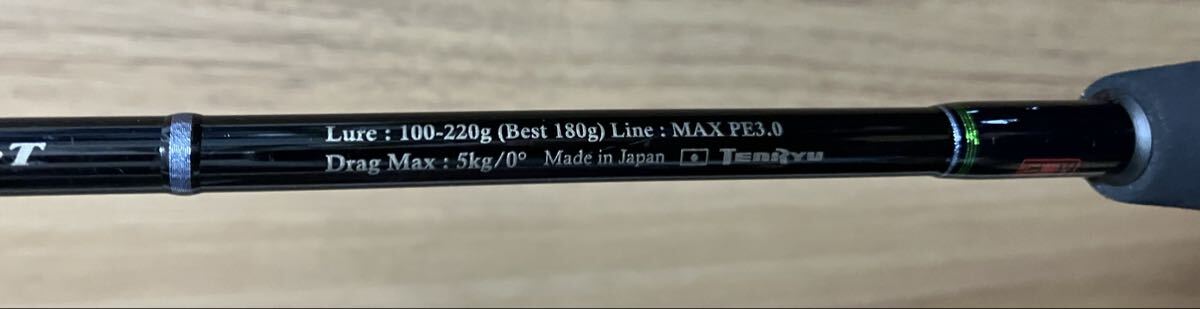 T
Lure : 100-220g (Best 180g) Line : MAX PE3.0
Drag Max : 5kg/0° Made in Japan TENRYU